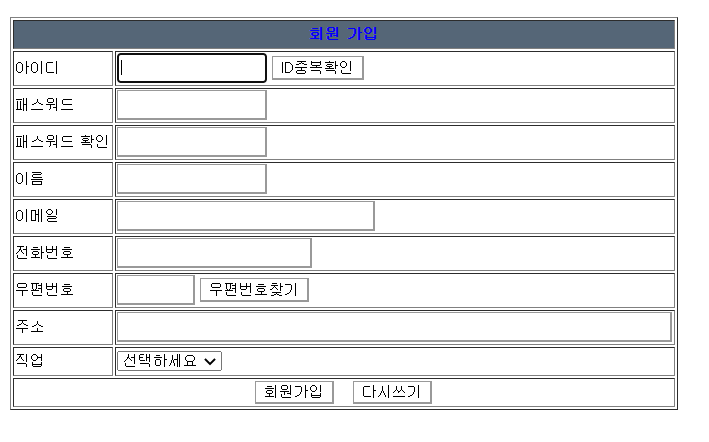 회원 가입
아이디 ID중복확인
패스워드
패스워드 확인
이름
이메일
전화번호
우편번호 우편번호찾기
주소
직업 선택하세요
회원가입 다시쓰기